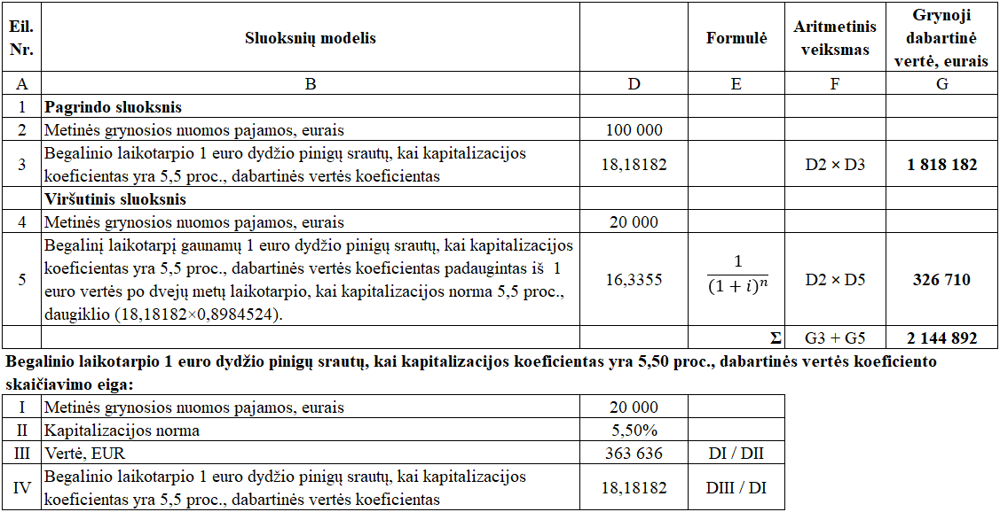 Eil. Nr. Sluoksnių modelis Formulė Aritmetinis veiksmas Grynoji dabartinė vertė, eurais
A B D E F G
1 Pagrindo sluoksnis
2 Metinės grynosios nuomos pajamos, eurais 100 000
3 Begalinio laikotarpio 1 euro dydžio pinigų srautų, kai kapitalizacijos
koeficientas yra 5,5 proc., dabartinės vertės koeficientas 18,18182 D2 × D3 1 818 182
Viršutinis sluoksnis
4 Metinės grynosios nuomos pajamos, eurais 20 000
5 Begalinį laikotarpį gaunamų 1 euro dydžio pinigų srautų, kai kapitalizacijos
koeficientas yra 5,5 proc., dabartinės vertės koeficientas padaugintas iš 1
euro vertės po dvejų metų laikotarpio, kai kapitalizacijos norma 5,5 proc.,
daugiklio (18,18182×0,8984524). 16,3355 1/(1 + i)ⁿ D2 × D5 326 710
Σ G3 + G5 2 144 892
Begalinio laikotarpio 1 euro dydžio pinigų srautų, kai kapitalizacijos koeficientas yra 5,50 proc., dabartinės vertės koeficiento
skaičiavimo eiga:
I Metinės grynosios nuomos pajamos, eurais 20 000
II Kapitalizacijos norma 5,50%
III Vertė, EUR 363 636 DI / DII
IV Begalinio laikotarpio 1 euro dydžio pinigų srautų, kai kapitalizacijos
koeficientas yra 5,5 proc., dabartinės vertės koeficientas 18,18182 DIII / DI